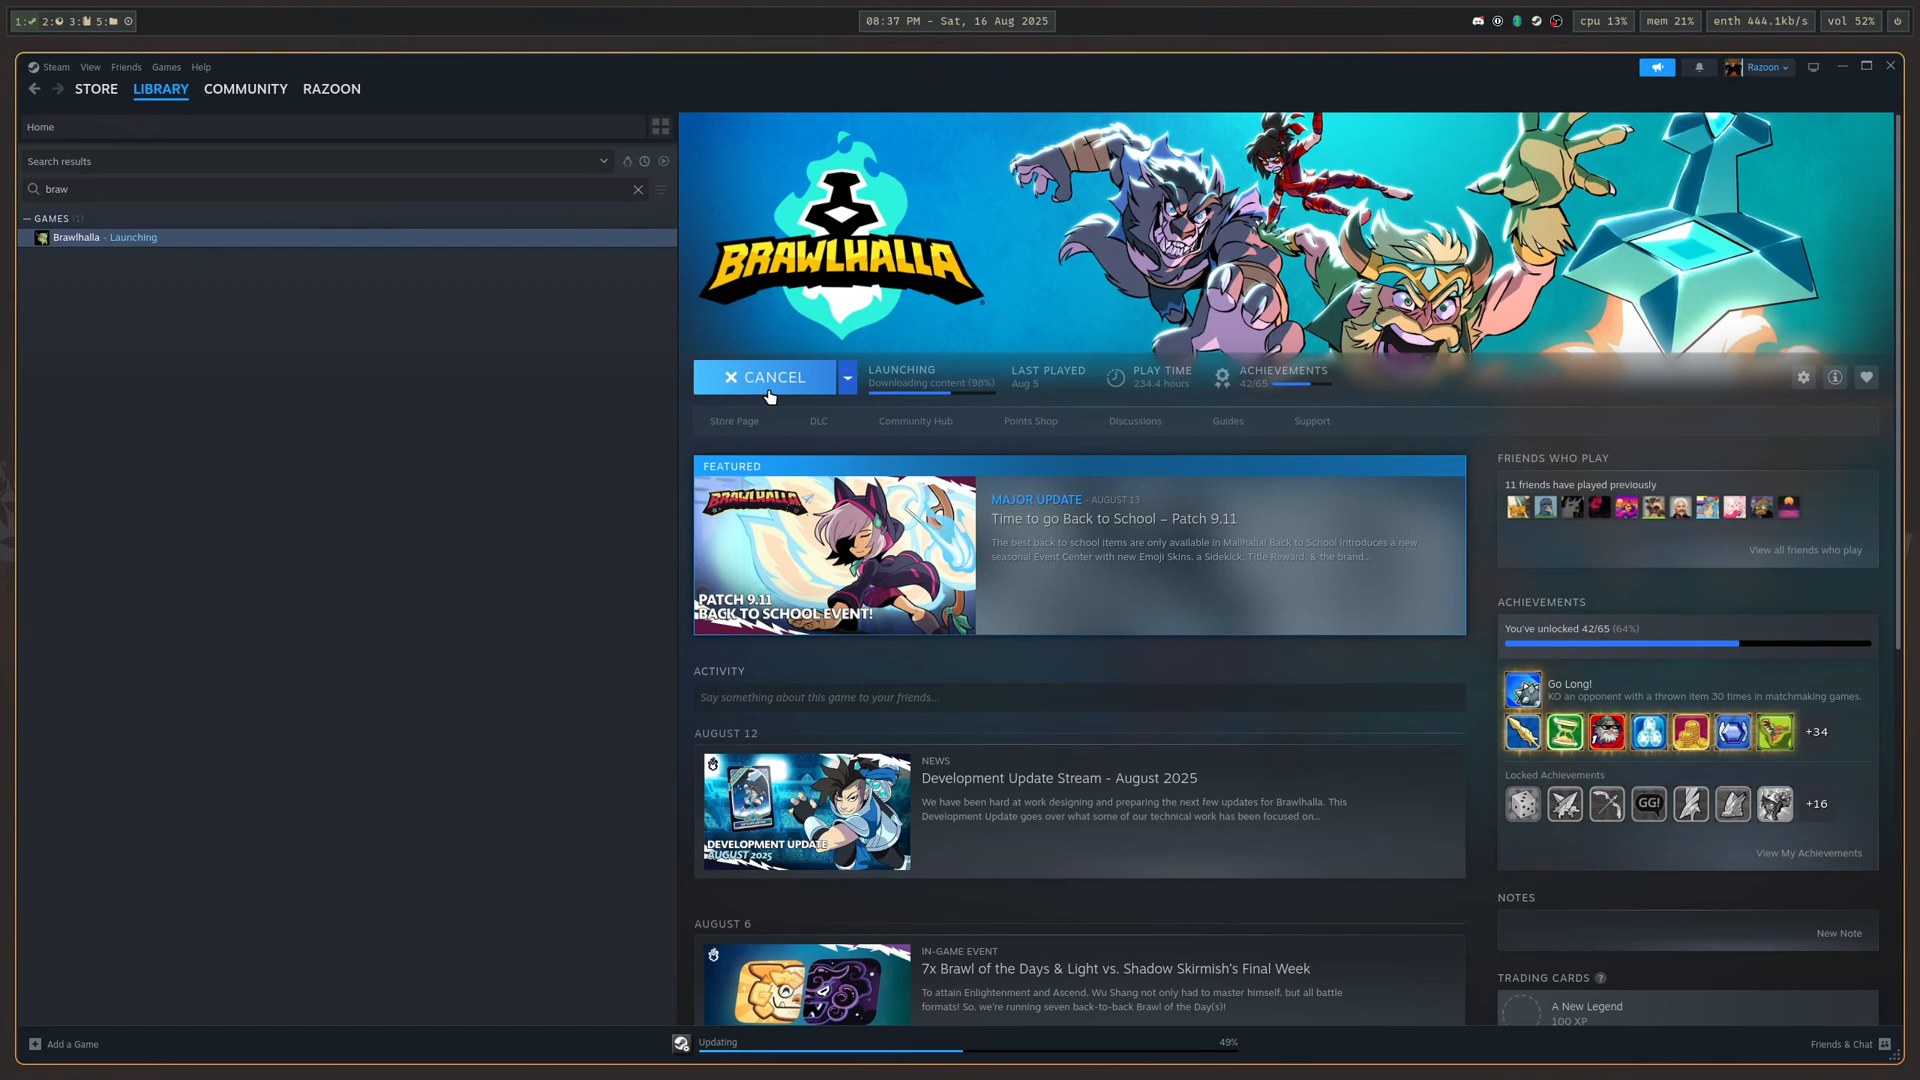 1: 2: 3: 5:
08:37 PM - Sat, 16 Aug 2025
cpu 13% mem 21% enth 444.1kb/s vol 52%
Steam View Friends Games Help
Razoon
STORE LIBRARY COMMUNITY RAZOON
Home
Search results
braw
— GAMES (1)
Brawlhalla - Launching
BRAWLHALLA
CANCEL
LAUNCHING
Downloading content (98%)
LAST PLAYED
Aug 5
PLAY TIME
234.4 hours
ACHIEVEMENTS
42/65
Store Page DLC Community Hub Points Shop Discussions Guides Support
FEATURED
BRAWLHALLA
PATCH 9.11
BACK TO SCHOOL EVENT!
MAJOR UPDATE - AUGUST 13
Time to go Back to School – Patch 9.11
The best back to school items are only available in Mallhalla! Back to School introduces a new
seasonal Event Center with new Emoji Skins, a Sidekick, Title Reward, & the brand...
ACTIVITY
Say something about this game to your friends...
AUGUST 12
DEVELOPMENT UPDATE
AUGUST 2025
NEWS
Development Update Stream - August 2025
We have been hard at work designing and preparing the next few updates for Brawlhalla. This
Development Update goes over what some of our technical work has been focused on...
AUGUST 6
IN-GAME EVENT
7x Brawl of the Days & Light vs. Shadow Skirmish's Final Week
To attain Enlightenment and Ascend, Wu Shang not only had to master himself, but all battle
formats! So, we're running seven back-to-back Brawl of the Day(s)!
FRIENDS WHO PLAY
11 friends have played previously
View all friends who play
ACHIEVEMENTS
You've unlocked 42/65 (64%)
Go Long!
KO an opponent with a thrown item 30 times in matchmaking games.
+34
Locked Achievements
GG!
+16
View My Achievements
NOTES
New Note
TRADING CARDS ?
A New Legend
100 XP
Add a Game
Updating 49%
Friends & Chat